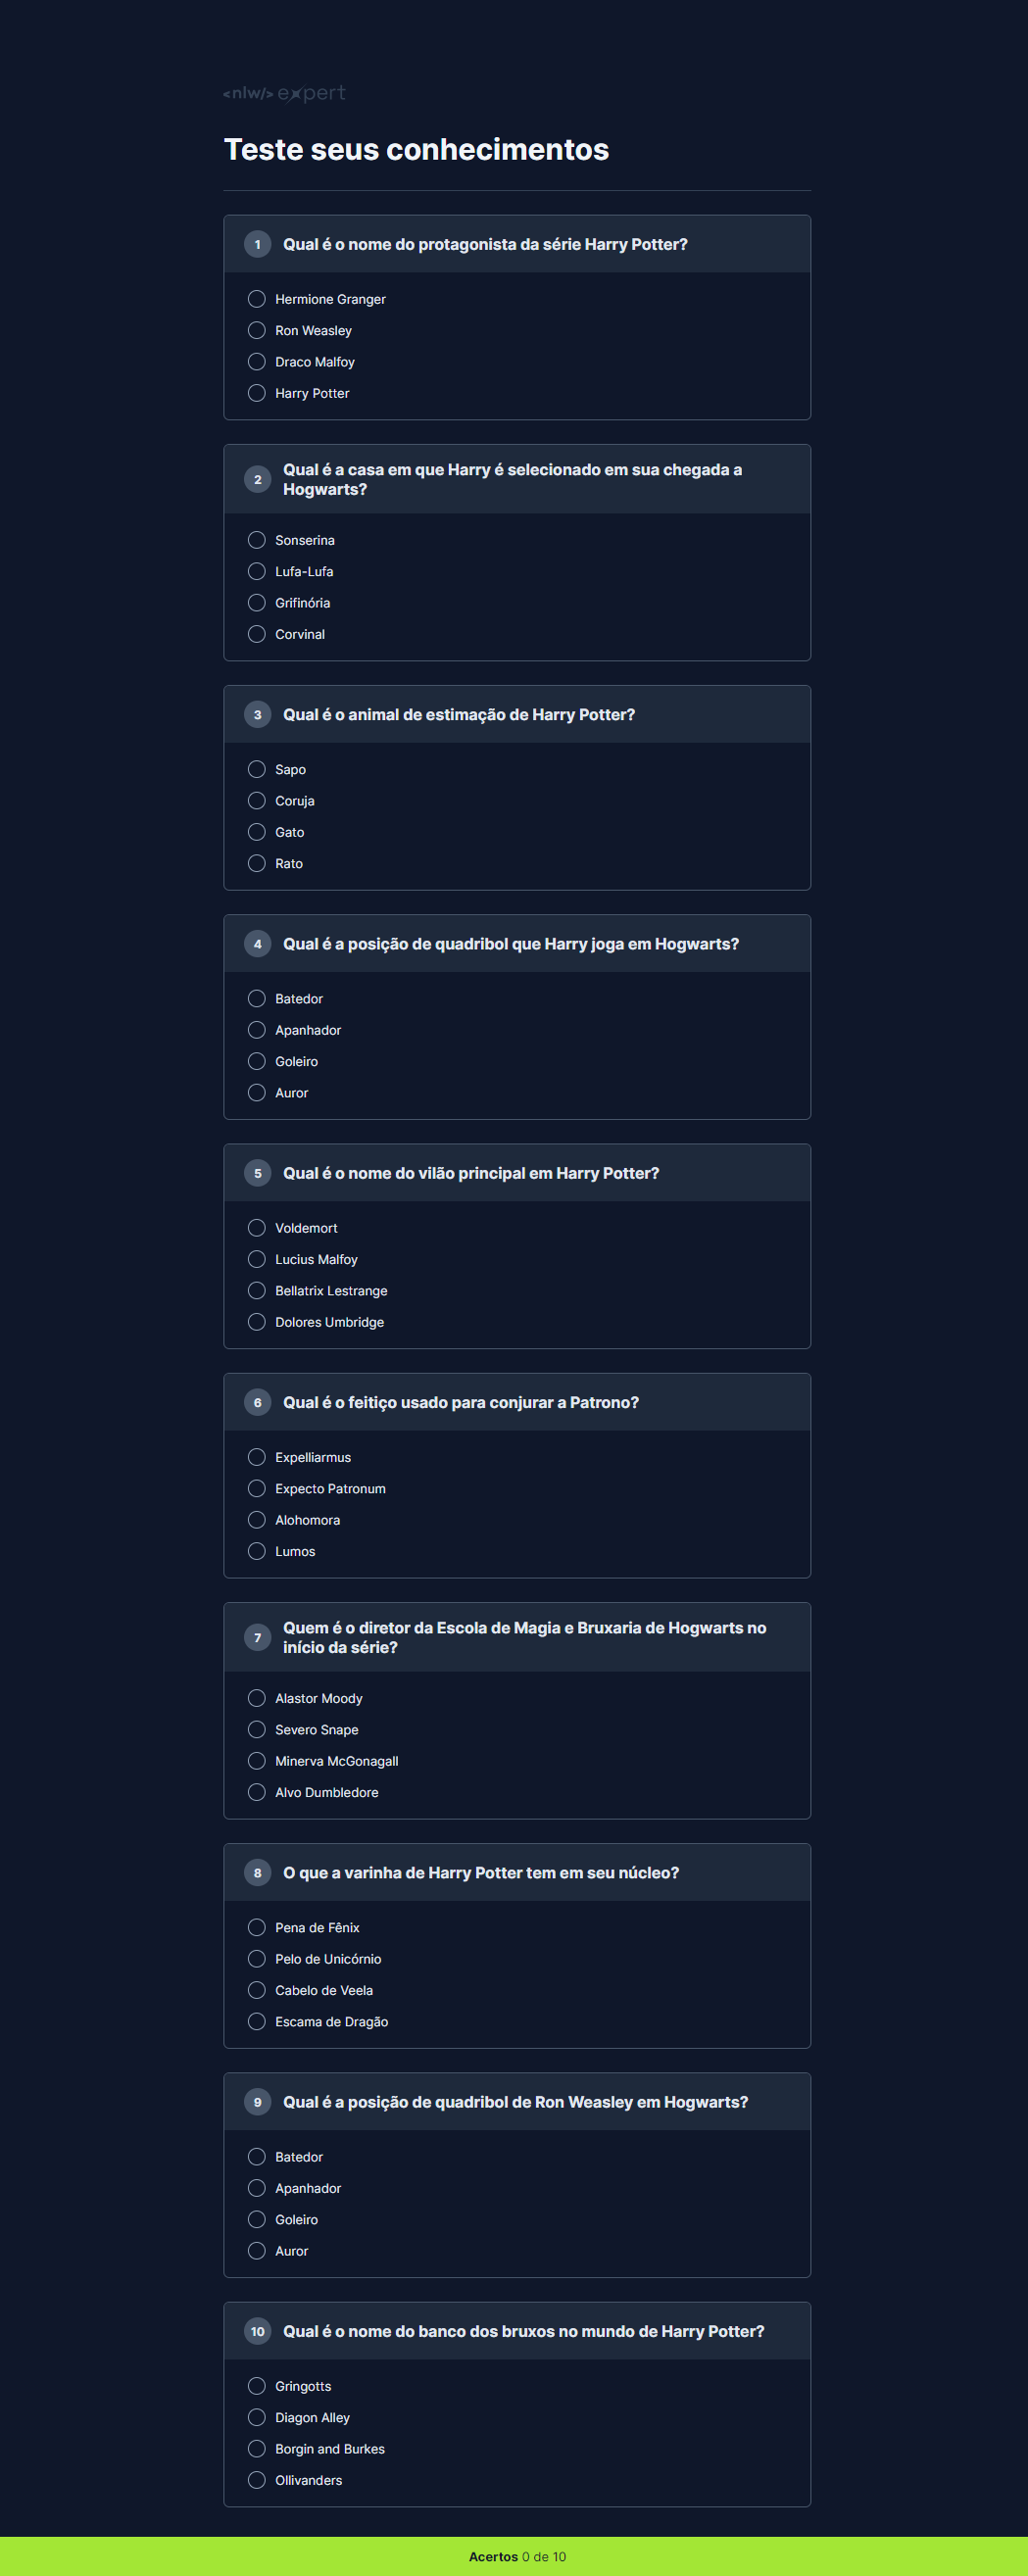 <nlw/> expert
Teste seus conhecimentos
1 Qual é o nome do protagonista da série Harry Potter?
Hermione Granger
Ron Weasley
Draco Malfoy
Harry Potter
2 Qual é a casa em que Harry é selecionado em sua chegada a
Hogwarts?
Sonserina
Lufa-Lufa
Grifinória
Corvinal
3 Qual é o animal de estimação de Harry Potter?
Sapo
Coruja
Gato
Rato
4 Qual é a posição de quadribol que Harry joga em Hogwarts?
Batedor
Apanhador
Goleiro
Auror
5 Qual é o nome do vilão principal em Harry Potter?
Voldemort
Lucius Malfoy
Bellatrix Lestrange
Dolores Umbridge
6 Qual é o feitiço usado para conjurar a Patrono?
Expelliarmus
Expecto Patronum
Alohomora
Lumos
7 Quem é o diretor da Escola de Magia e Bruxaria de Hogwarts no
início da série?
Alastor Moody
Severo Snape
Minerva McGonagall
Alvo Dumbledore
8 O que a varinha de Harry Potter tem em seu núcleo?
Pena de Fênix
Pelo de Unicórnio
Cabelo de Veela
Escama de Dragão
9 Qual é a posição de quadribol de Ron Weasley em Hogwarts?
Batedor
Apanhador
Goleiro
Auror
10 Qual é o nome do banco dos bruxos no mundo de Harry Potter?
Gringotts
Diagon Alley
Borgin and Burkes
Ollivanders
Acertos 0 de 10